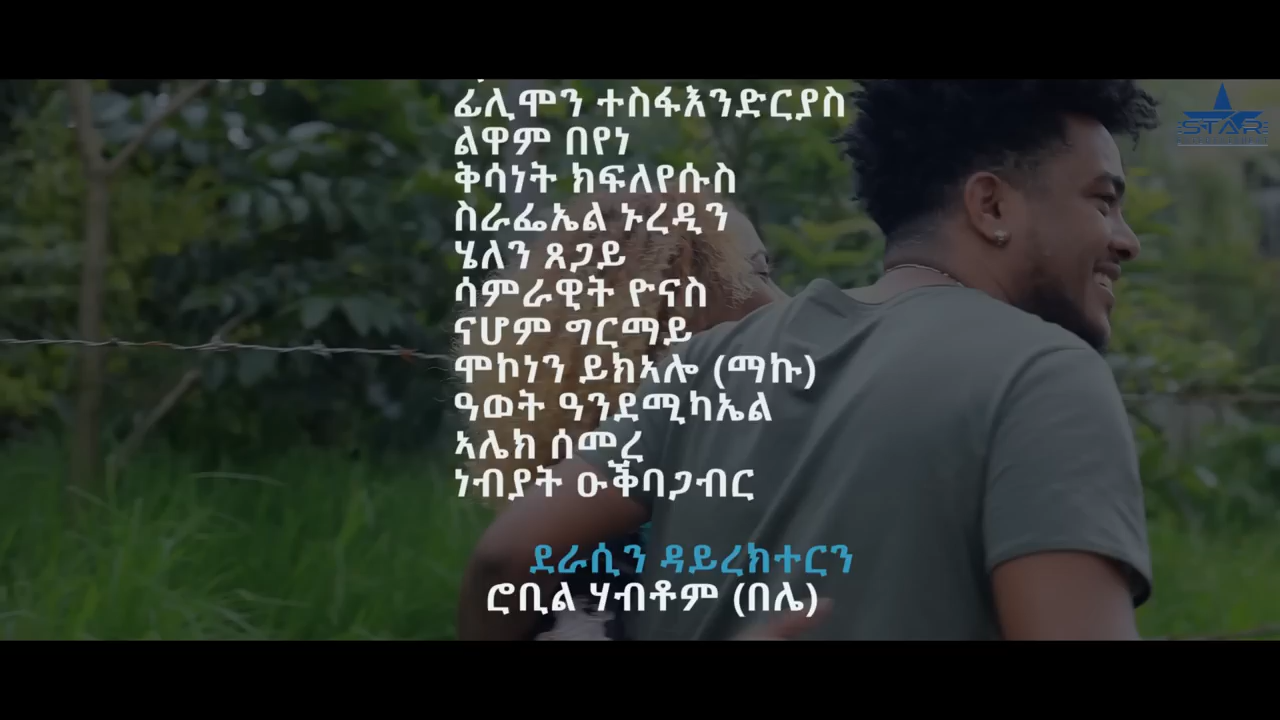 ፊሊሞን ተስፋእንድርያስ
STAR
ልዋም በየነ
ቅሳነት ክፍለየሱስ
ስራፌኤል ኑረዲን
ሄለን ጸጋይ
ሳምራዊት ዮናስ
ናሆም ግርማይ
ሞኮነን ይክኣሎ (ማኩ)
ዓወት ዓንደሚካኤል
ኣሌክ ሰመረ
ነብያት ዑቕባጋብር
ደራሲን ዳይረክተርን
ሮቢል ሃብቶም (በሌ)